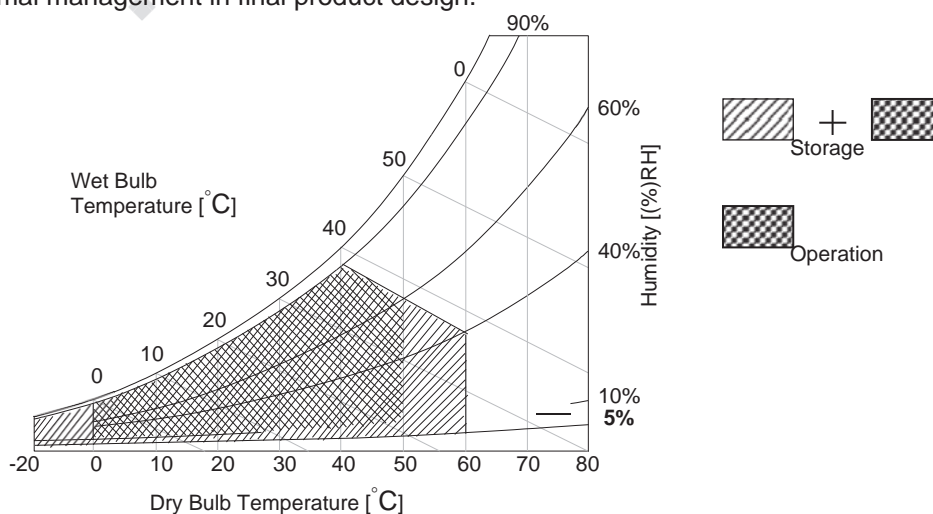 rmal management in final product design.
90%
0
60%
50
Storage
Wet Bulb
Temperature [°C]
40
40%
Humidity [(%)RH]
Operation
30
20
10
0
10%
5%
-20 0 10 20 30 40 50 60 70 80
Dry Bulb Temperature [°C]